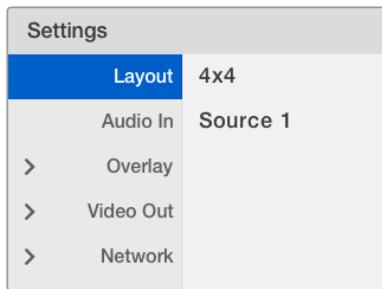 Settings
Layout 4x4
Audio In Source 1
Overlay
Video Out
Network